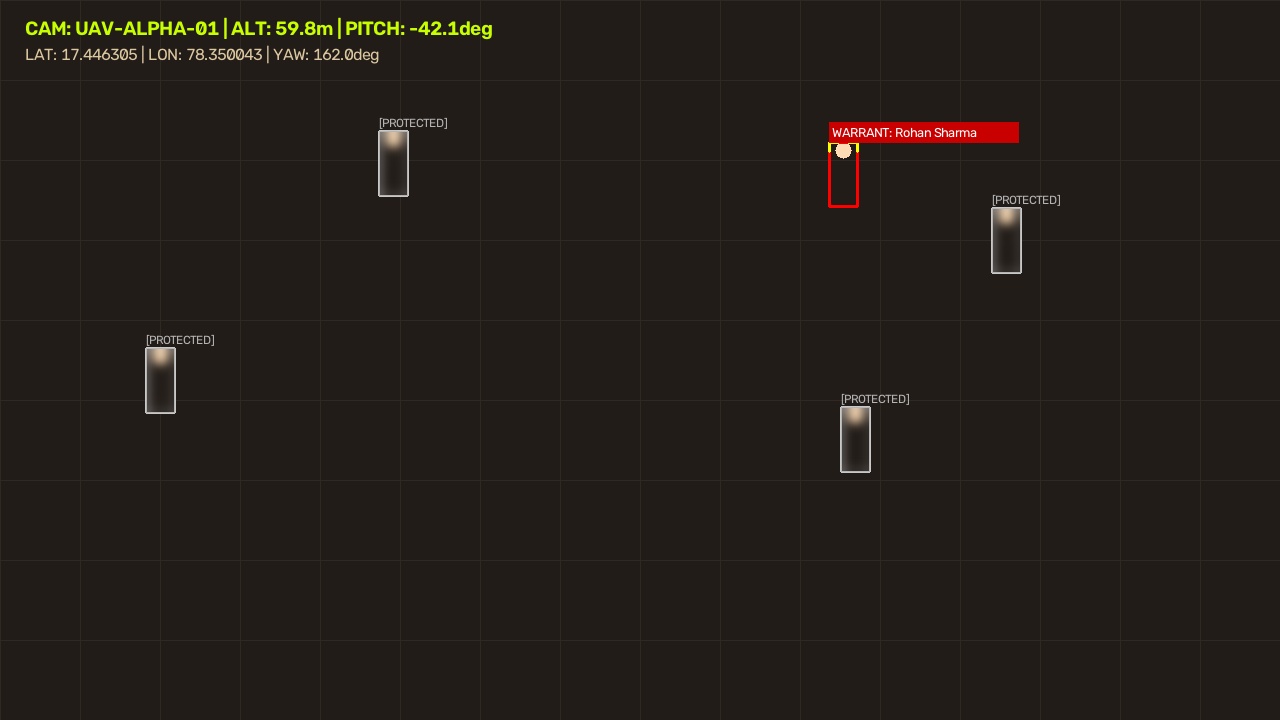 CAM: UAV-ALPHA-01 | ALT: 59.8m | PITCH: -42.1deg
LAT: 17.446305 | LON: 78.350043 | YAW: 162.0deg
[PROTECTED]
WARRANT: Rohan Sharma
[PROTECTED]
[PROTECTED]
[PROTECTED]